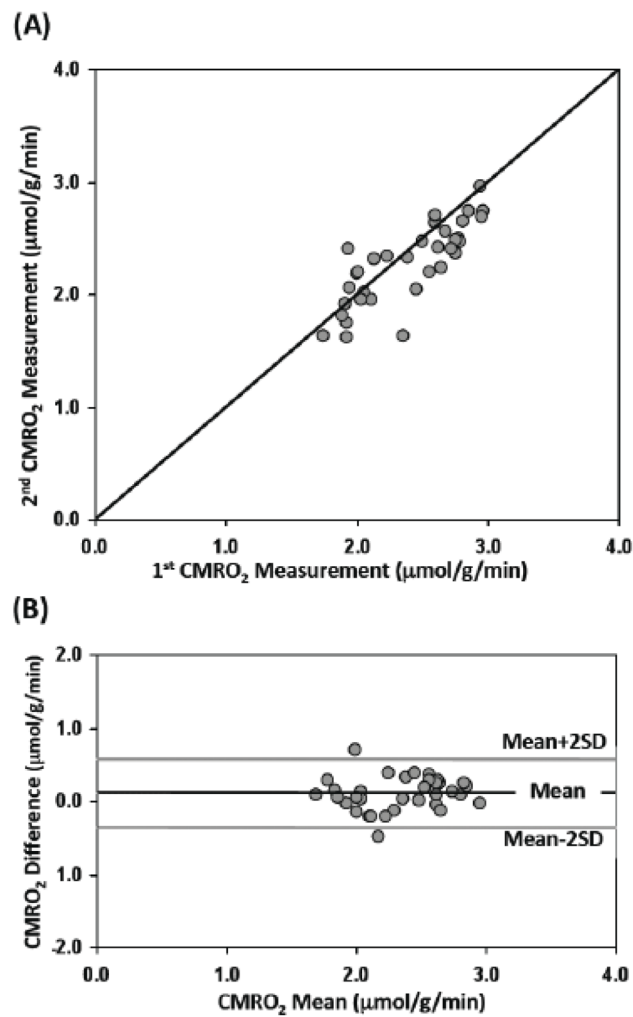 (A)
4.0
3.0
2.0
1.0
0.0
2nd CMRO2 Measurement (μmol/g/min)
0.0 1.0 2.0 3.0 4.0
1st CMRO2 Measurement (μmol/g/min)
(B)
2.0
1.0
0.0
1.0
-2.0
CMRO2 Difference (μmol/g/min)
Mean+2SD
Mean
Mean-2SD
0.0 1.0 2.0 3.0 4.0
CMRO2 Mean (μmol/g/min)